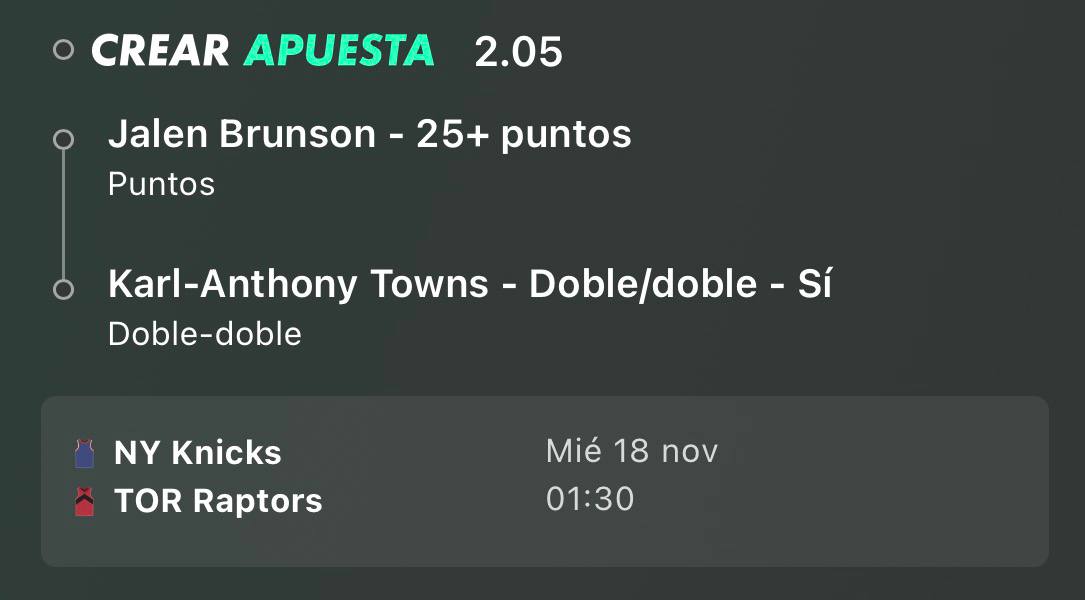 CREAR APUESTA 2.05
Jalen Brunson - 25+ puntos
Puntos
Karl-Anthony Towns - Doble/doble - Sí
Doble-doble
NY Knicks Mié 18 nov
TOR Raptors 01:30